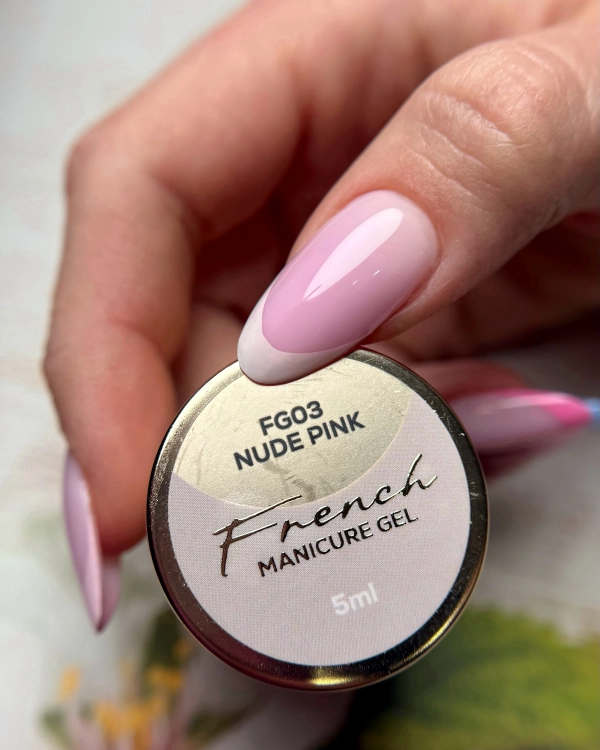 FG03
NUDE PINK
French
MANICURE GEL
5ml